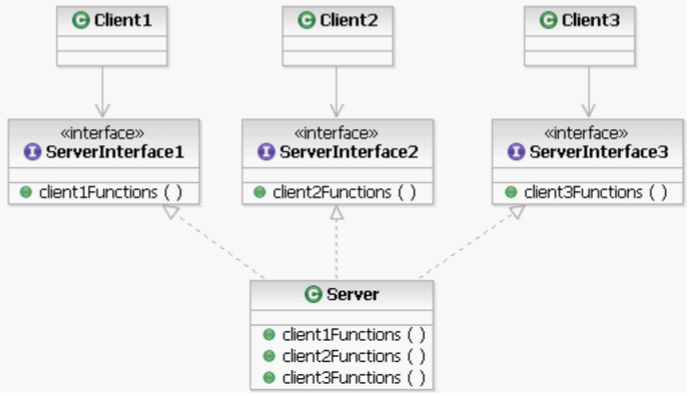 Client1
Client2
Client3
«interface»
ServerInterface1
client1Functions ( )
«interface»
ServerInterface2
client2Functions ( )
«interface»
ServerInterface3
client3Functions ( )
Server
client1Functions ( )
client2Functions ( )
client3Functions ( )